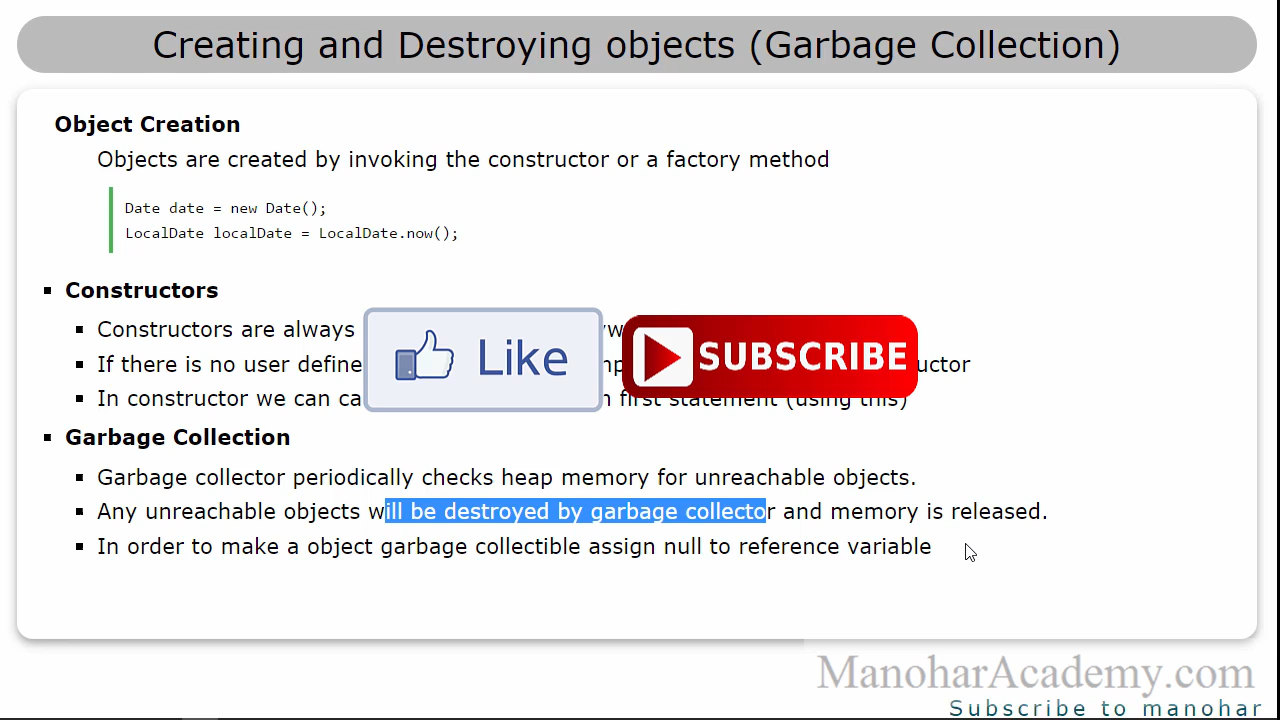 Creating and Destroying objects (Garbage Collection)
Object Creation
Objects are created by invoking the constructor or a factory method
Date date = new Date();
LocalDate localDate = LocalDate.now();
Constructors
Constructors are always
If there is no user define
In constructor we can ca first statement (using this)
Like
SUBSCRIBE
Garbage Collection
Garbage collector periodically checks heap memory for unreachable objects.
Any unreachable objects will be destroyed by garbage collector and memory is released.
In order to make a object garbage collectible assign null to reference variable
ManoharAcademy.com
Subscribe to manohar